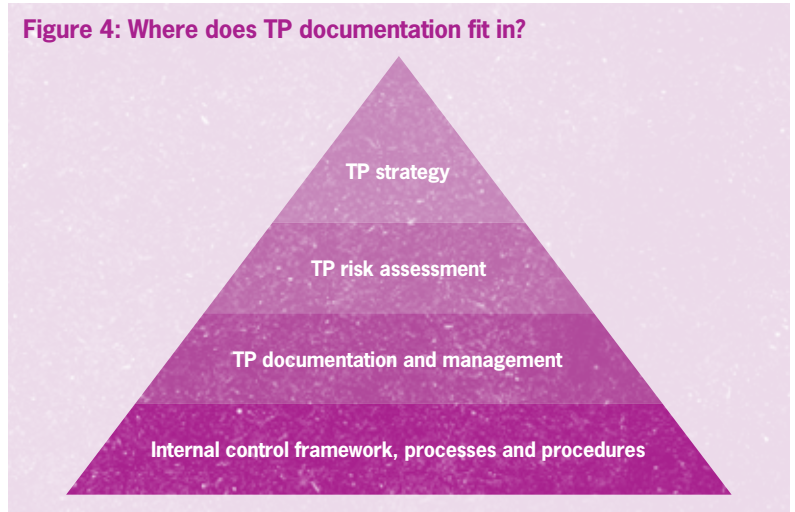 Figure 4: Where does TP documentation fit in?
TP strategy
TP risk assessment
TP documentation and management
Internal control framework, processes and procedures